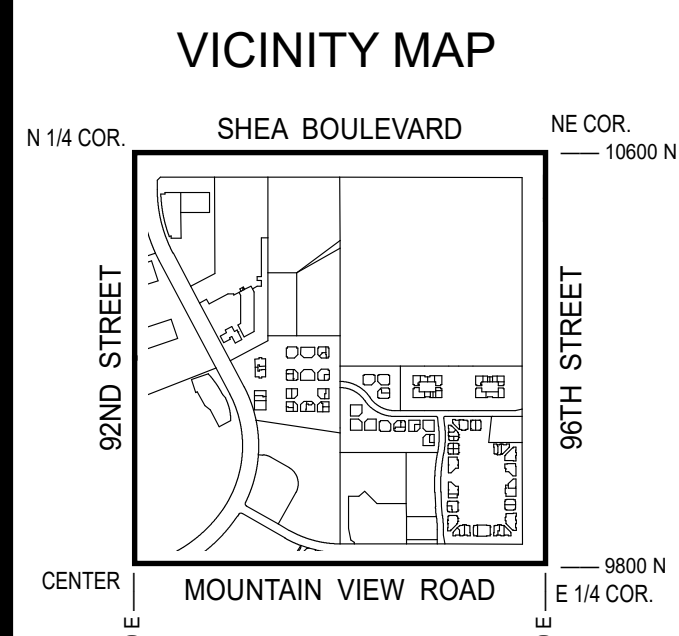 VICINITY MAP
N 1/4 COR.
SHEA BOULEVARD
NE COR.
10600 N
92ND STREET
96TH STREET
CENTER
MOUNTAIN VIEW ROAD
9800 N
E 1/4 COR.
E
E